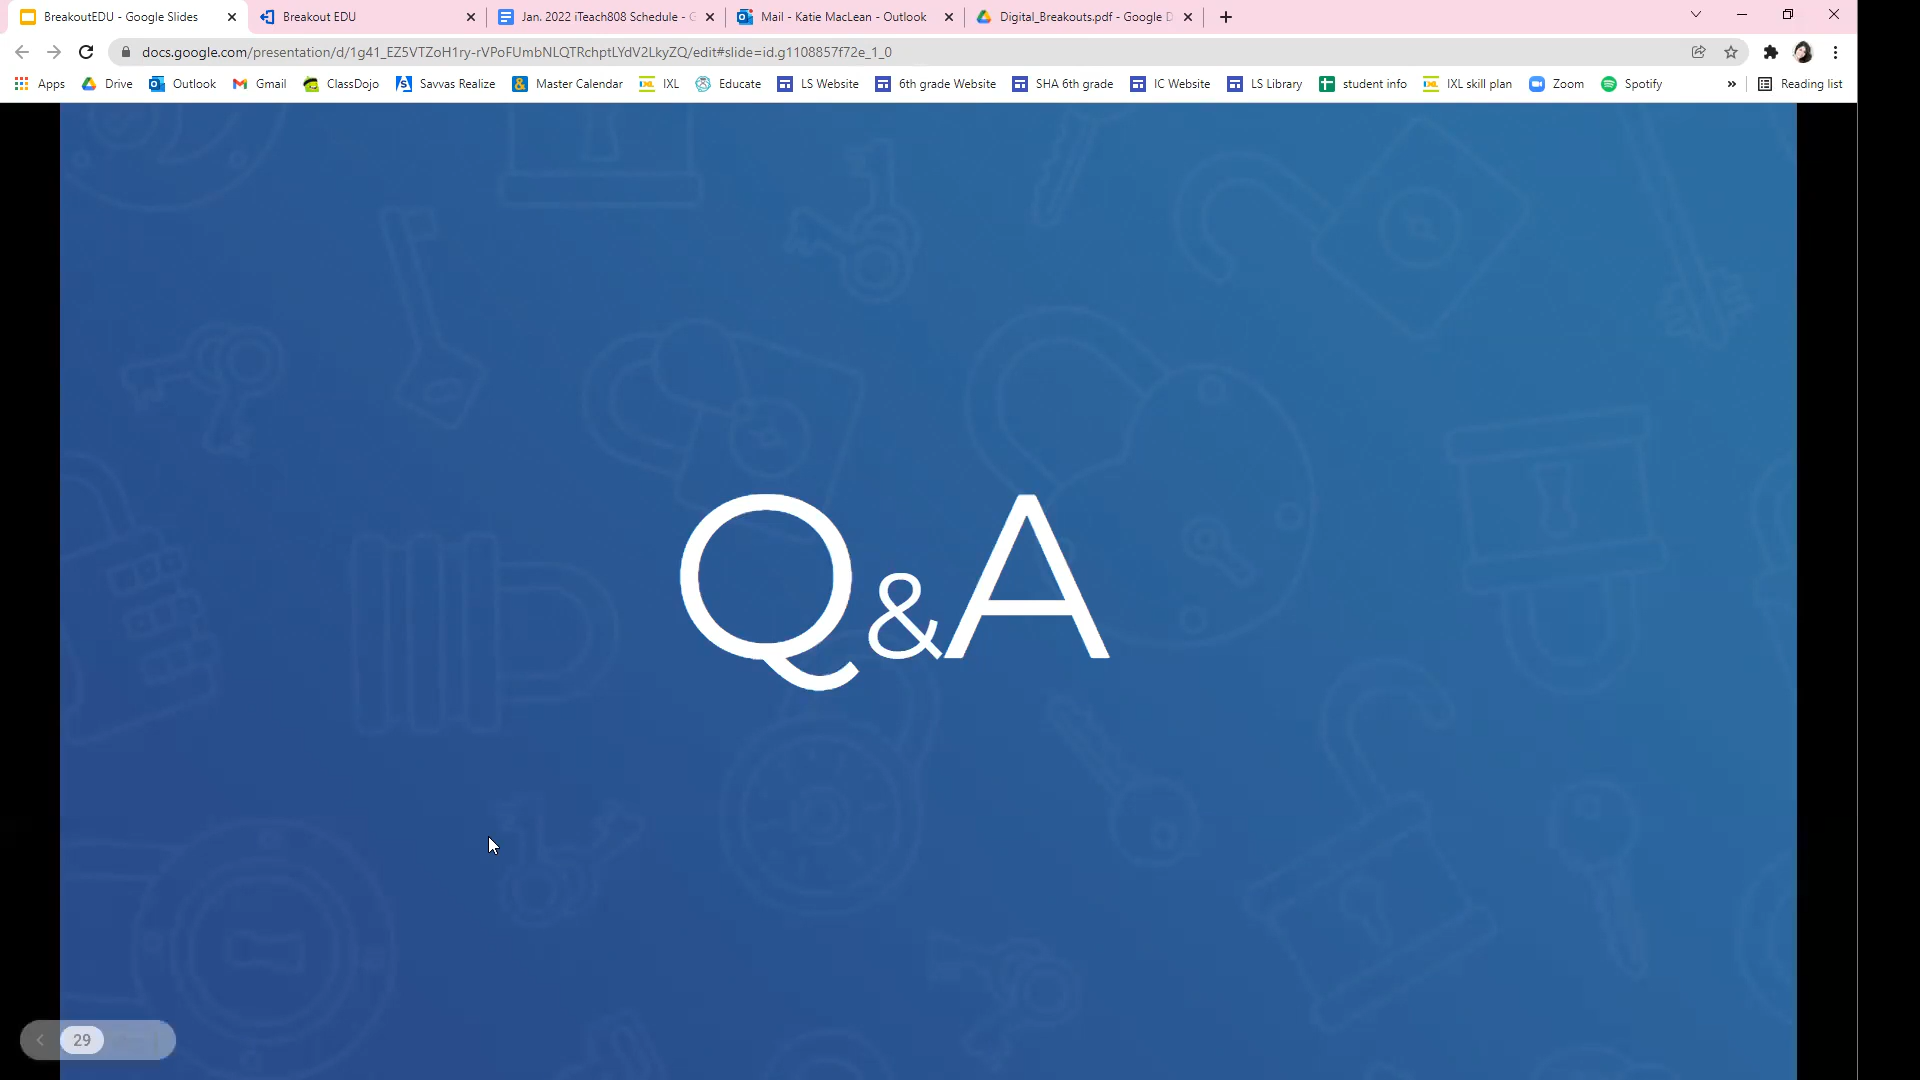 BreakoutEDU - Google Slides
Breakout EDU
Jan. 2022 iTeach808 Schedule - G
Mail - Katie MacLean - Outlook
Digital_Breakouts.pdf - Google D
docs.google.com/presentation/d/1g41_EZ5VTZoH1ry-rVPoFUmbNLQTRchptLYdV2LkyZQ/edit#slide=id.g1108857f72e_1_0
Apps Drive Outlook Gmail ClassDojo Savvas Realize Master Calendar IXL Educate LS Website 6th grade Website SHA 6th grade IC Website LS Library student info IXL skill plan Zoom Spotify » Reading list
Q&A
29